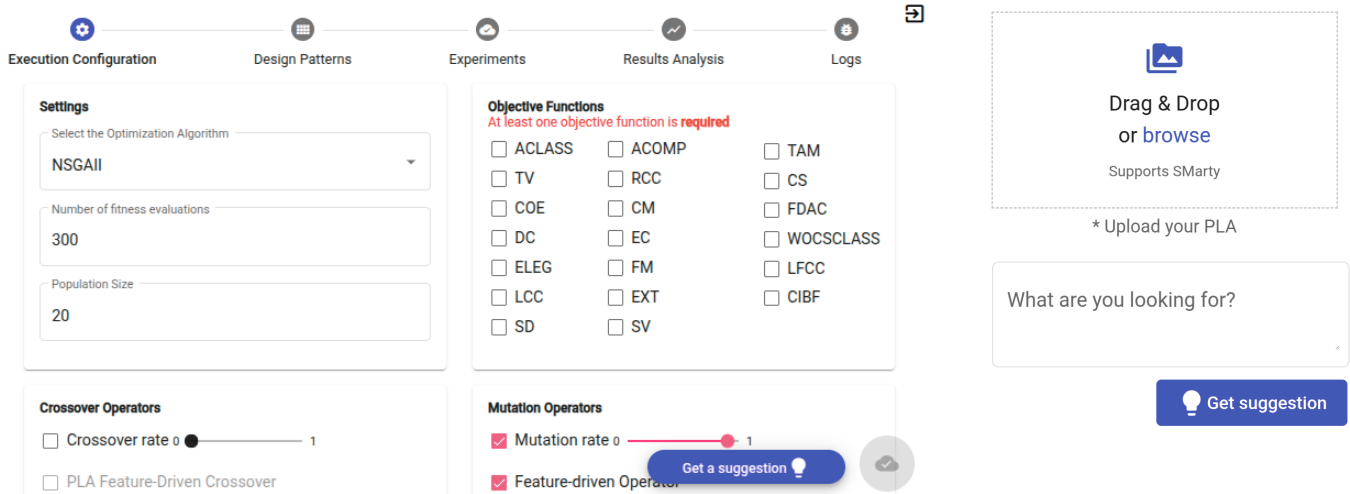 Execution Configuration
Design Patterns
Experiments
Results Analysis
Logs
Settings
Select the Optimization Algorithm
NSGAII
Number of fitness evaluations
300
Population Size
20
Objective Functions
At least one objective function is required
ACLASS ACOMP TAM
TV RCC CS
COE CM FDAC
DC EC WOCSCLASS
ELEG FM LFCC
LCC EXT CIBF
SD SV
Crossover Operators
Crossover rate 0 1
PLA Feature-Driven Crossover
Mutation Operators
Mutation rate 0 1
Feature-driven Operator
Get a suggestion
Drag & Drop
or browse
Supports SMarty
* Upload your PLA
What are you looking for?
Get suggestion